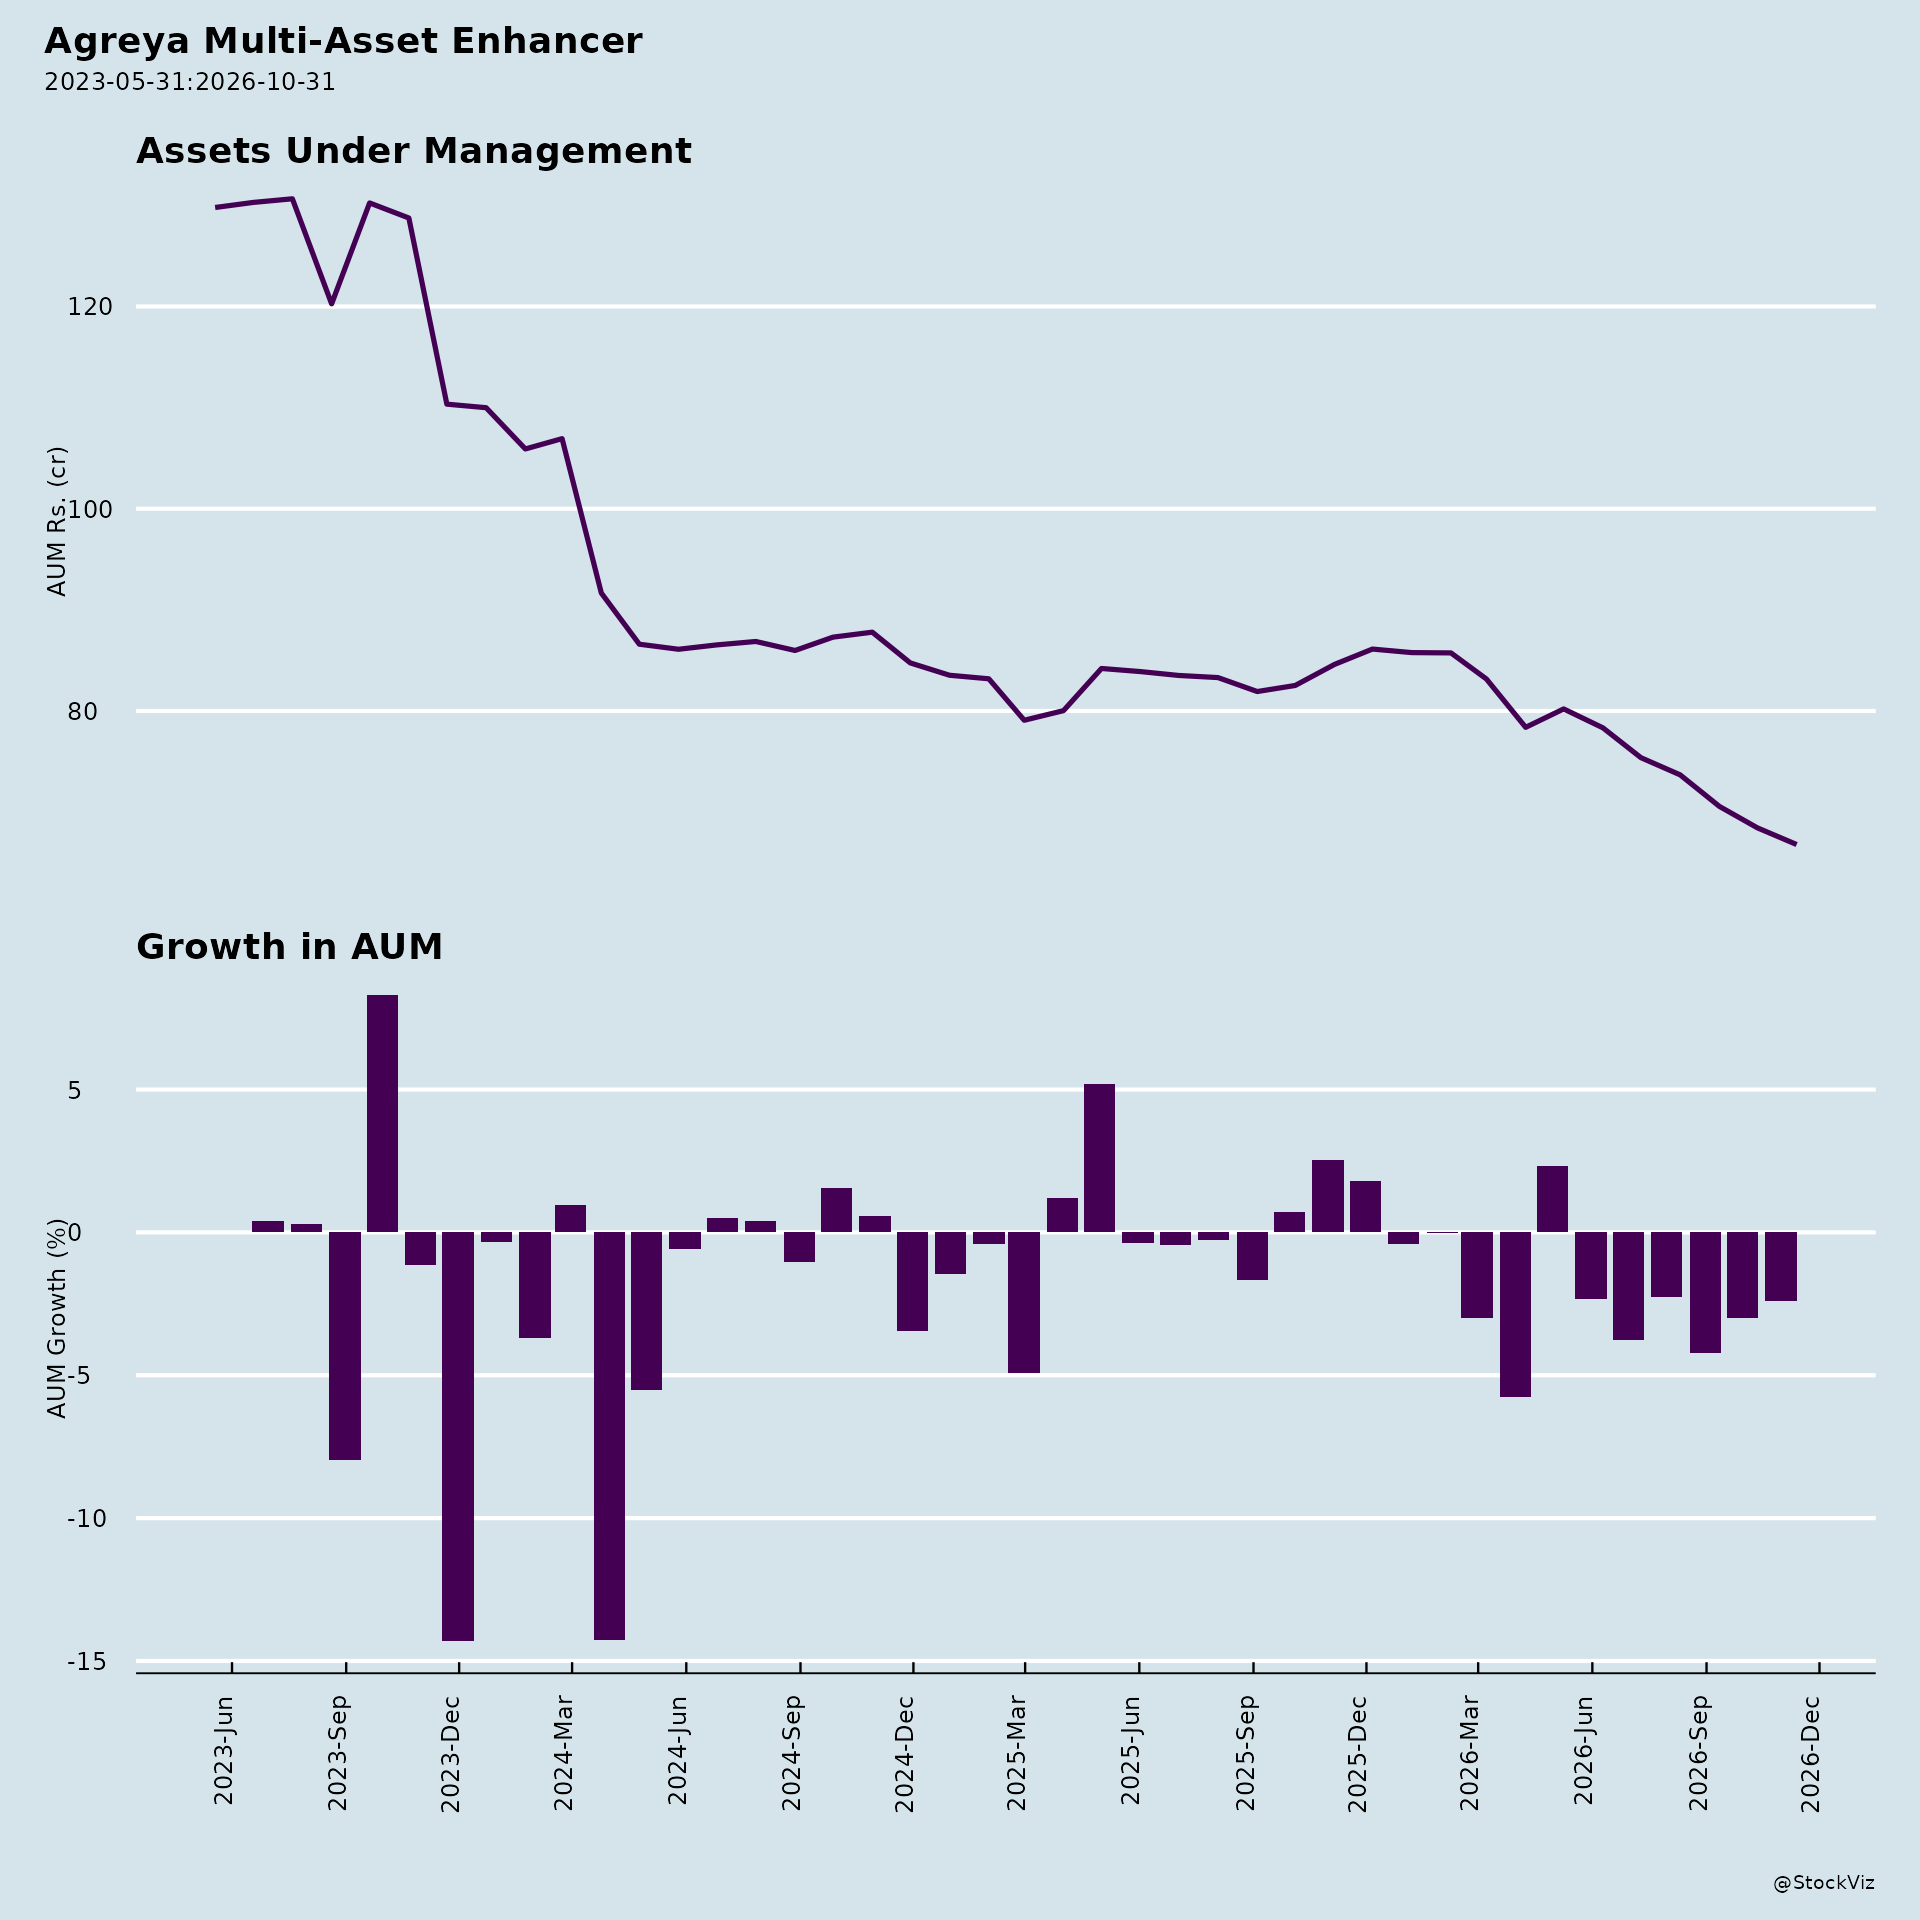 Agreya Multi-Asset Enhancer
2023-05-31:2026-10-31
Assets Under Management
120
100
80
AUM Rs. (cr)
Growth in AUM
5
0
-5
-10
-15
AUM Growth (%)
2023-Jun
2023-Sep
2023-Dec
2024-Mar
2024-Jun
2024-Sep
2024-Dec
2025-Mar
2025-Jun
2025-Sep
2025-Dec
2026-Mar
2026-Jun
2026-Sep
2026-Dec
@StockViz